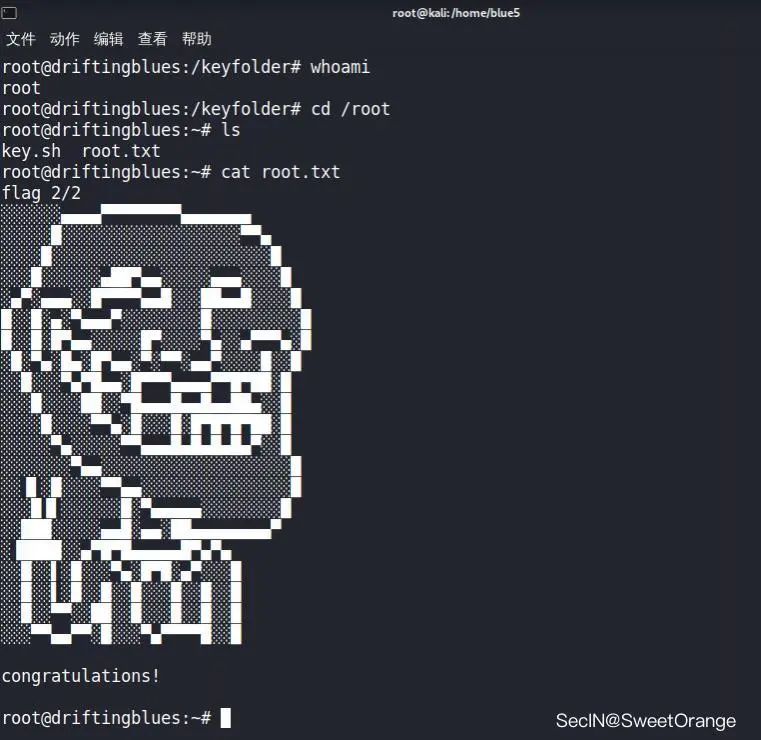 root@kali: /home/blue5
文件 动作 编辑 查看 帮助
root@driftingblues:/keyfolder# whoami
root
root@driftingblues:/keyfolder# cd /root
root@driftingblues:~# ls
key.sh  root.txt
root@driftingblues:~# cat root.txt
flag 2/2
congratulations!
root@driftingblues:~#
SecIN@SweetOrange